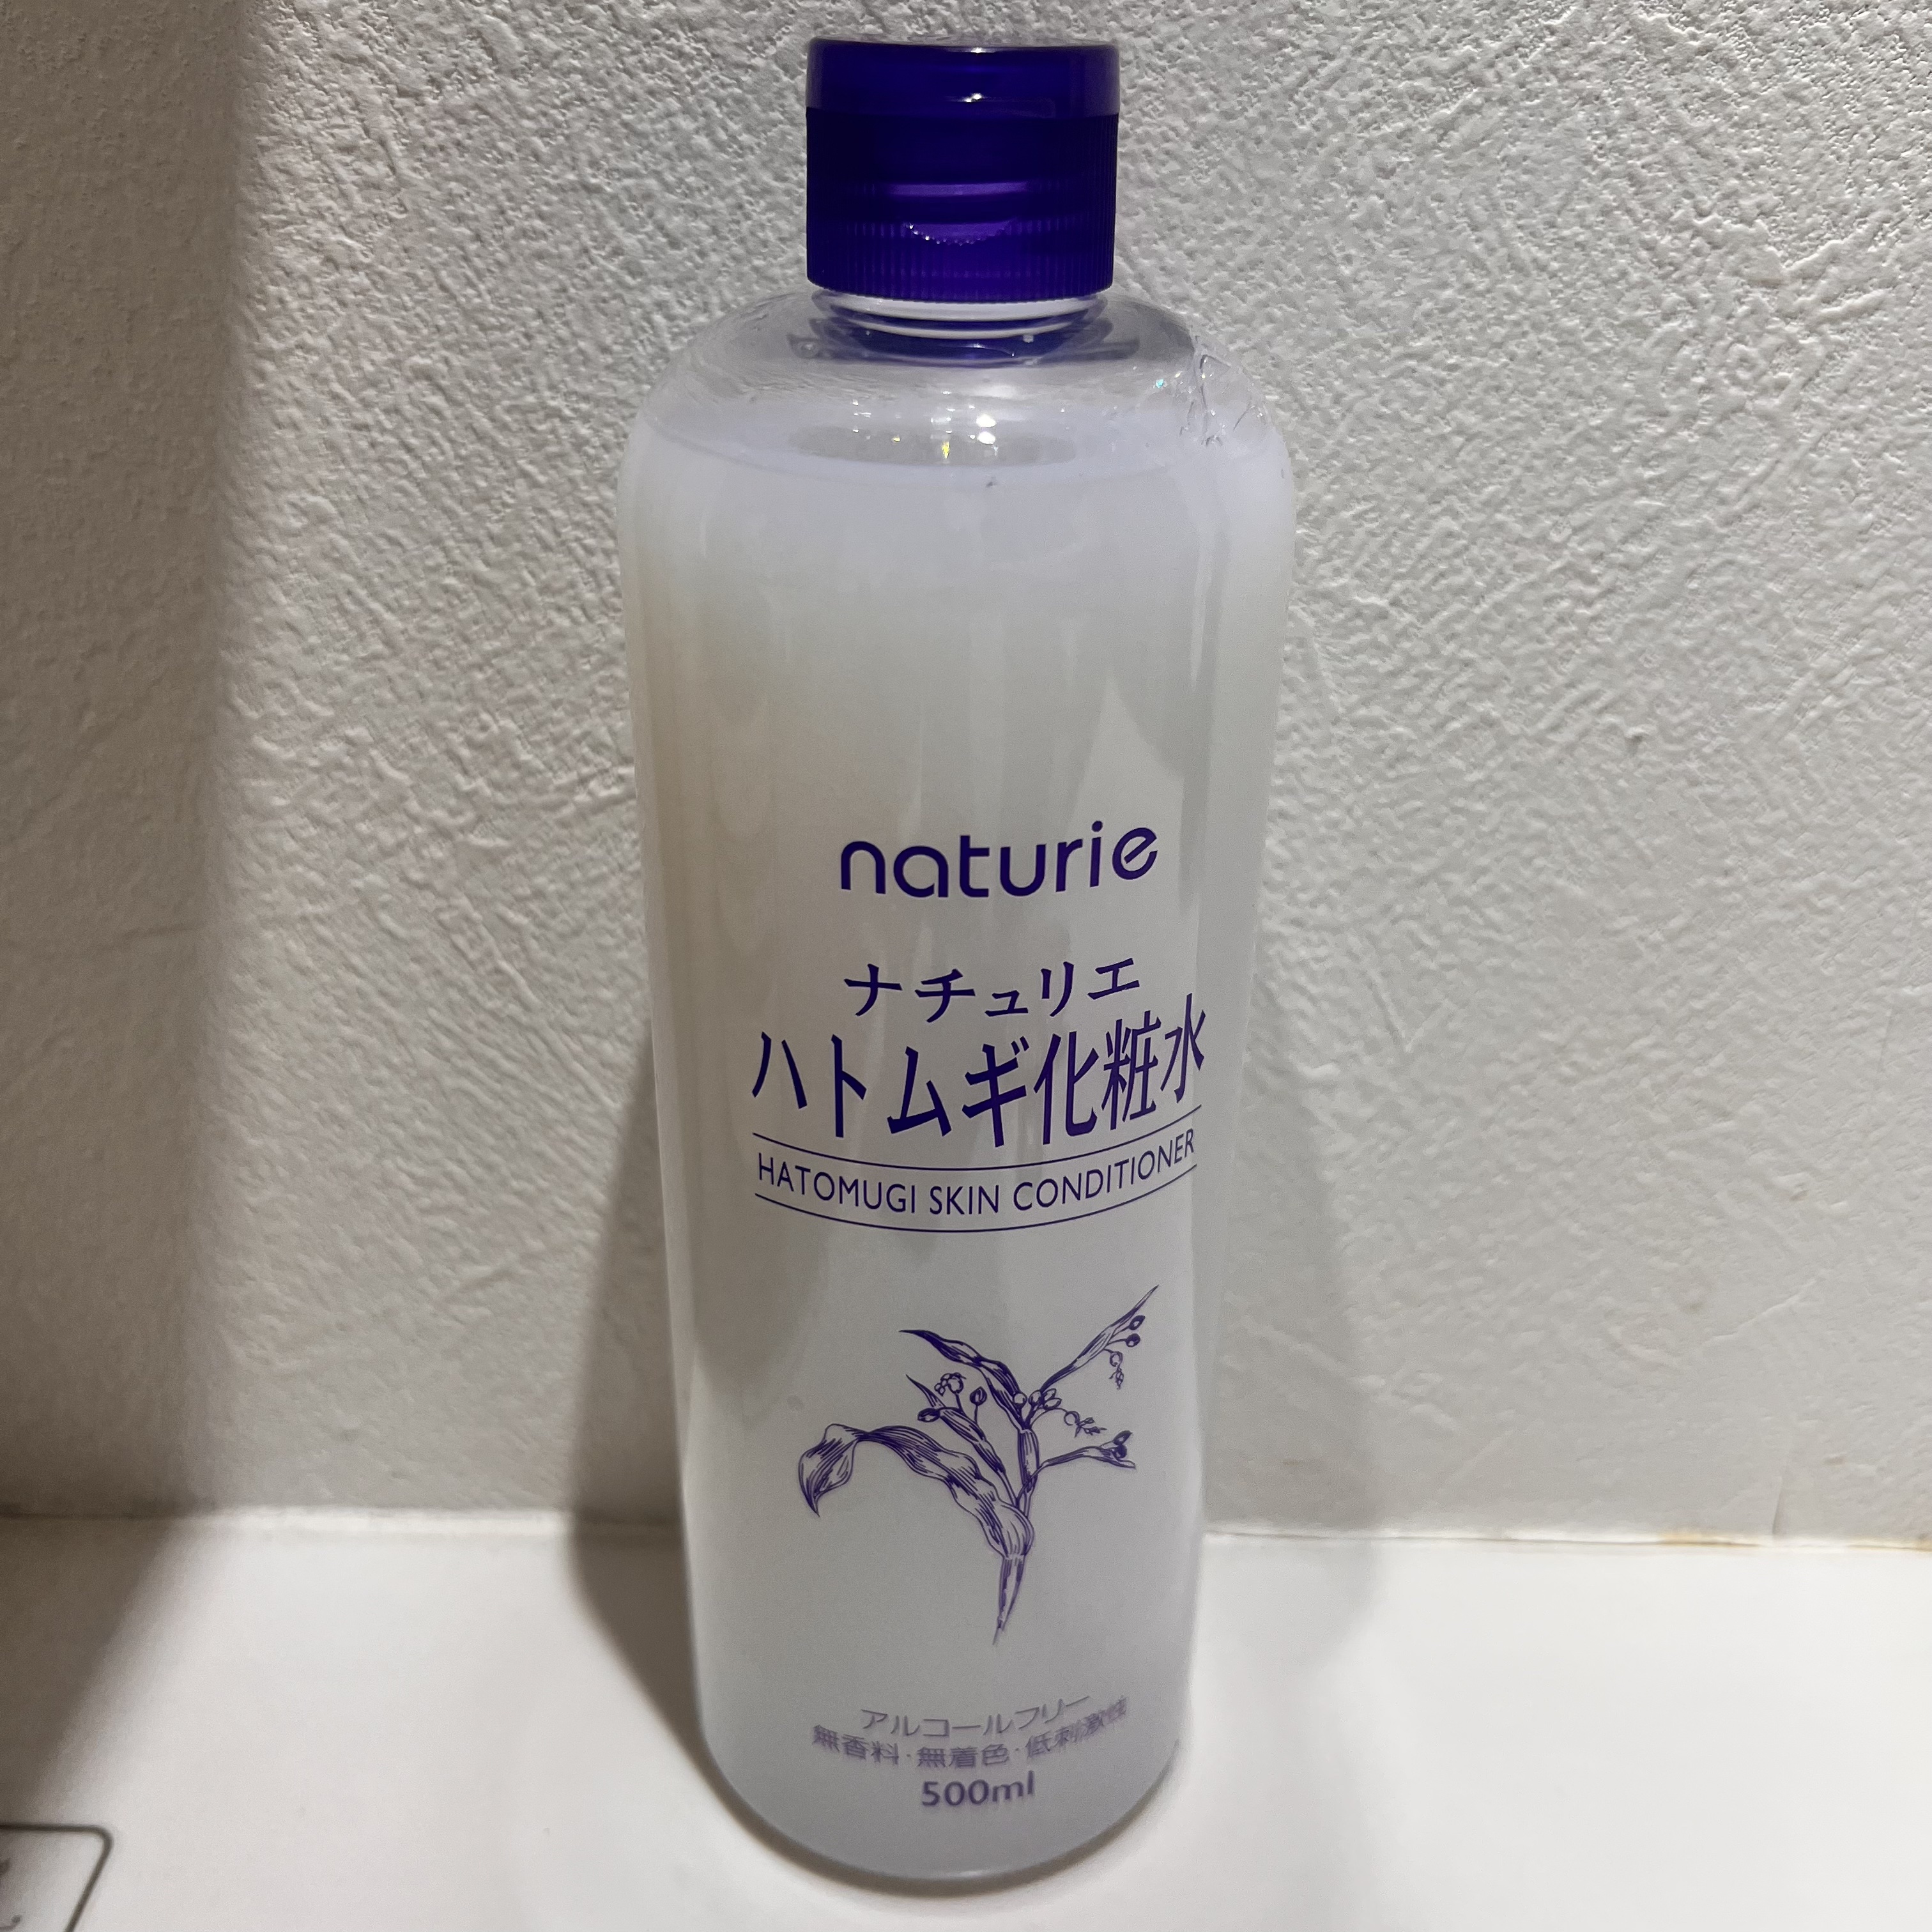 naturie
ナチュリエ
ハトムギ化粧水
HATOMUGI SKIN CONDITIONER
アルコールフリー
無香料・無着色・低刺激性
500ml